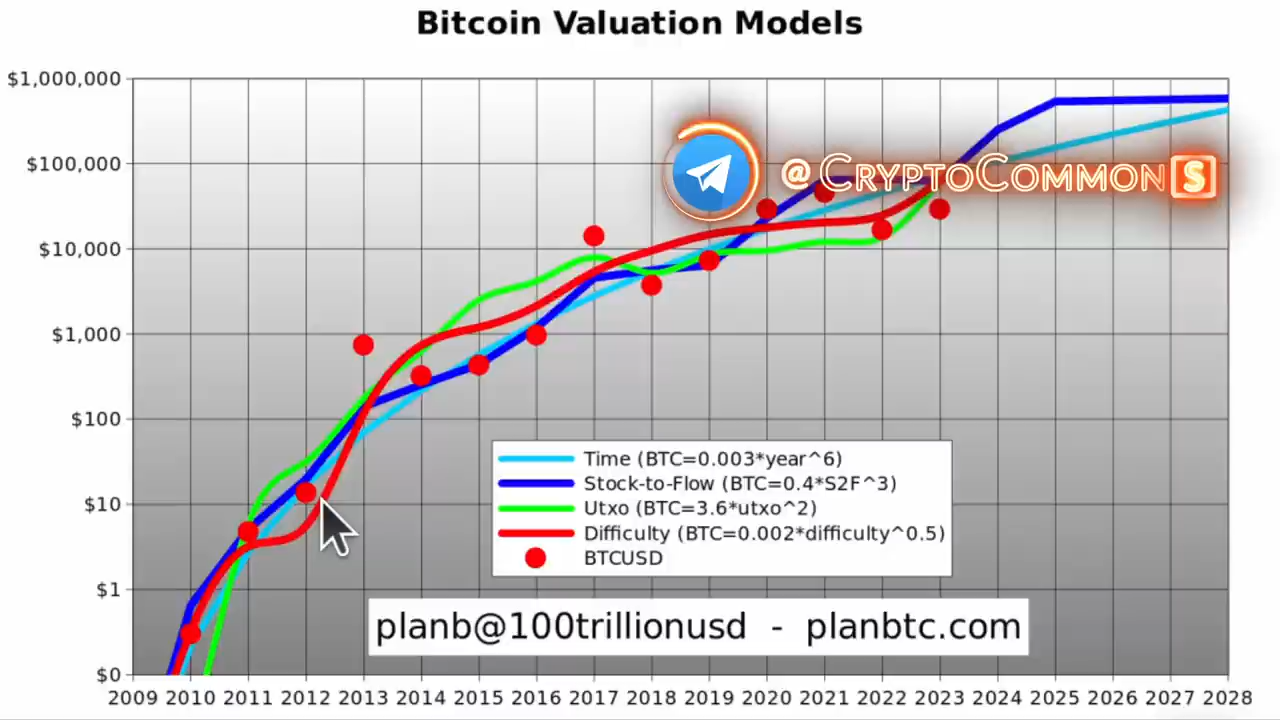 Bitcoin Valuation Models
$1,000,000
$100,000
$10,000
$1,000
$100
$10
$1
$0
@CRYPTOCOMMONS
Time (BTC=0.003*year^6)
Stock-to-Flow (BTC=0.4*S2F^3)
Utxo (BTC=3.6*utxo^2)
Difficulty (BTC=0.002*difficulty^0.5)
BTCUSD
planb@100trillionusd - planbtc.com
2009 2010 2011 2012 2013 2014 2015 2016 2017 2018 2019 2020 2021 2022 2023 2024 2025 2026 2027 2028